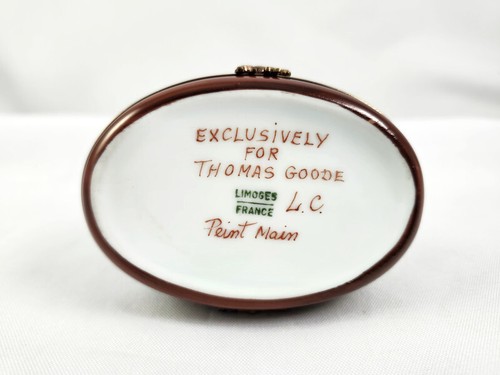 EXCLUSIVELY
FOR
THOMAS GOODE
LIMOGES
FRANCE
L.C.
Peint Main